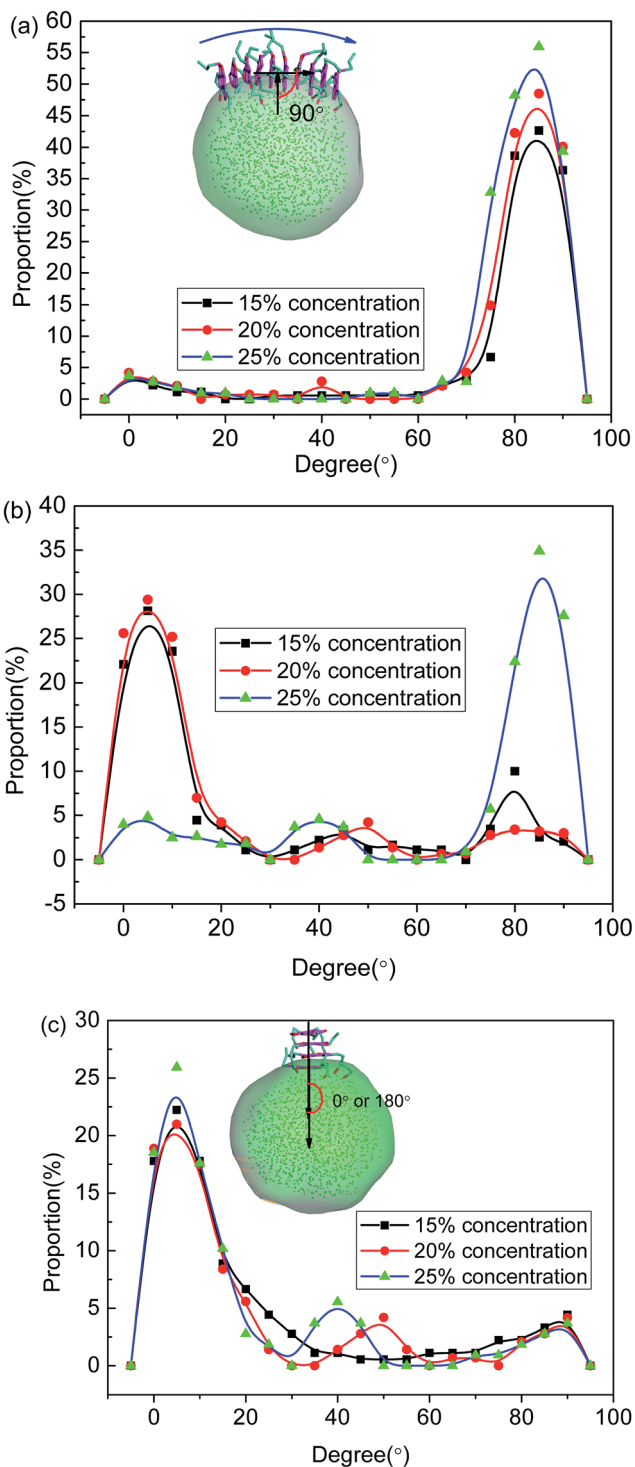 (a)
60
55
50
45
40
35
30
25
20
15
10
5
0
-5
Proportion(%)
90°
15% concentration
20% concentration
25% concentration
0 20 40 60 80 100
Degree(°)
(b)
40
35
30
25
20
15
10
5
0
-5
Proportion(%)
15% concentration
20% concentration
25% concentration
0 20 40 60 80 100
Degree(°)
(c)
30
25
20
15
10
5
0
Proportion(%)
0° or 180°
15% concentration
20% concentration
25% concentration
0 20 40 60 80 100
Degree(°)